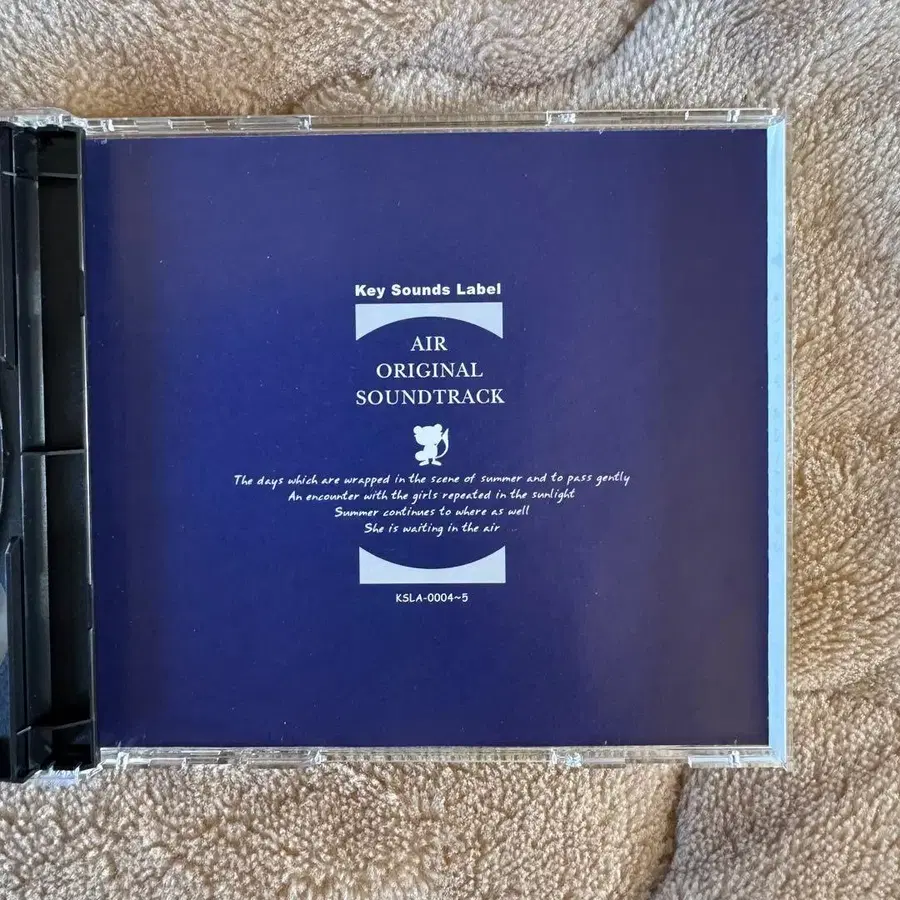 Key Sounds Label
AIR
ORIGINAL
SOUNDTRACK
The days which are wrapped in the scene of summer and to pass gently
An encounter with the girls repeated in the sunlight
Summer continues to where as well
She is waiting in the air
KSLA-0004~5